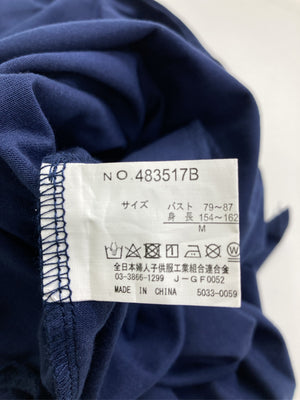 NO.483517B
サイズ バスト 79~87
身長 154~162
M
全日本婦人子供服工業組合連合会
03-3866-1299 J-GF0052
MADE IN CHINA 5033-0059